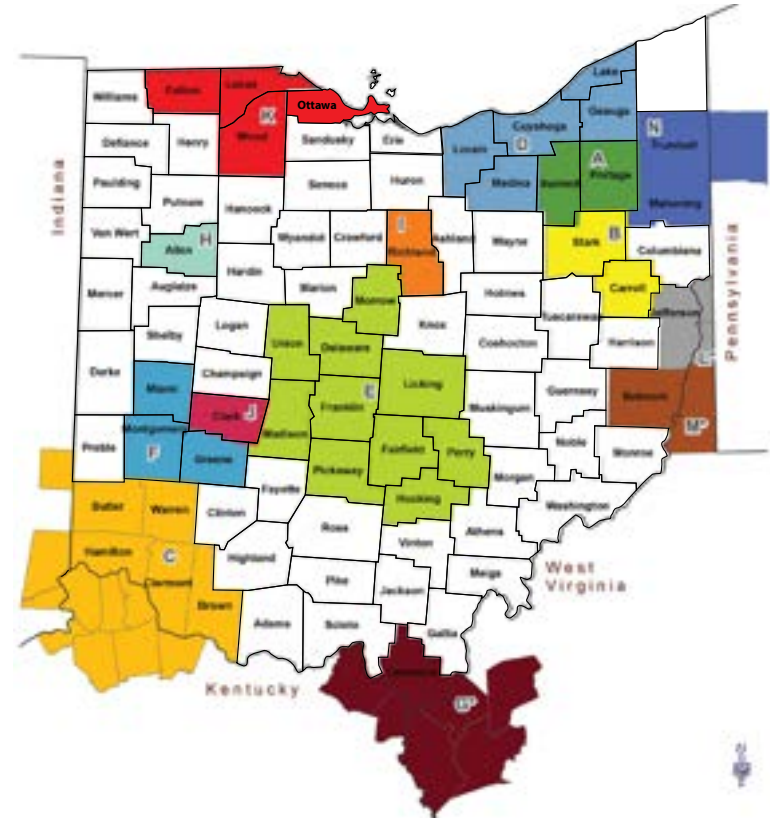 Lake
Lucas
Fulton
Williams
Ottawa
Geauga
K
Cuyahoga
N
Wood
Sandusky
Erie
D
Trumbull
Defiance
Henry
Lorain
A
Portage
Medina
Summit
Seneca
Huron
Paulding
Putnam
Hancock
Mahoning
Indiana
Van Wert
H
Wyandot
Crawford
I
Richland
Ashland
Wayne
Stark
B
Allen
Columbiana
Pennsylvania
Hardin
Marion
Mercer
Auglaize
Morrow
Holmes
Carroll
Jefferson
Tuscarawas
Logan
Knox
Shelby
Union
Delaware
Coshocton
Harrison
L*
Champaign
Darke
Miami
Licking
Guernsey
Belmont
Franklin
E
Clark
J
Muskingum
M*
Montgomery
Madison
Noble
Preble
F
Greene
Fairfield
Perry
Monroe
Pickaway
Morgan
Fayette
Hocking
Butler
Warren
Clinton
Washington
Ross
Athens
Hamilton
C
Vinton
Highland
West
Virginia
Clermont
Pike
Meigs
Jackson
Brown
Adams
Scioto
Gallia
Kentucky
G*
N